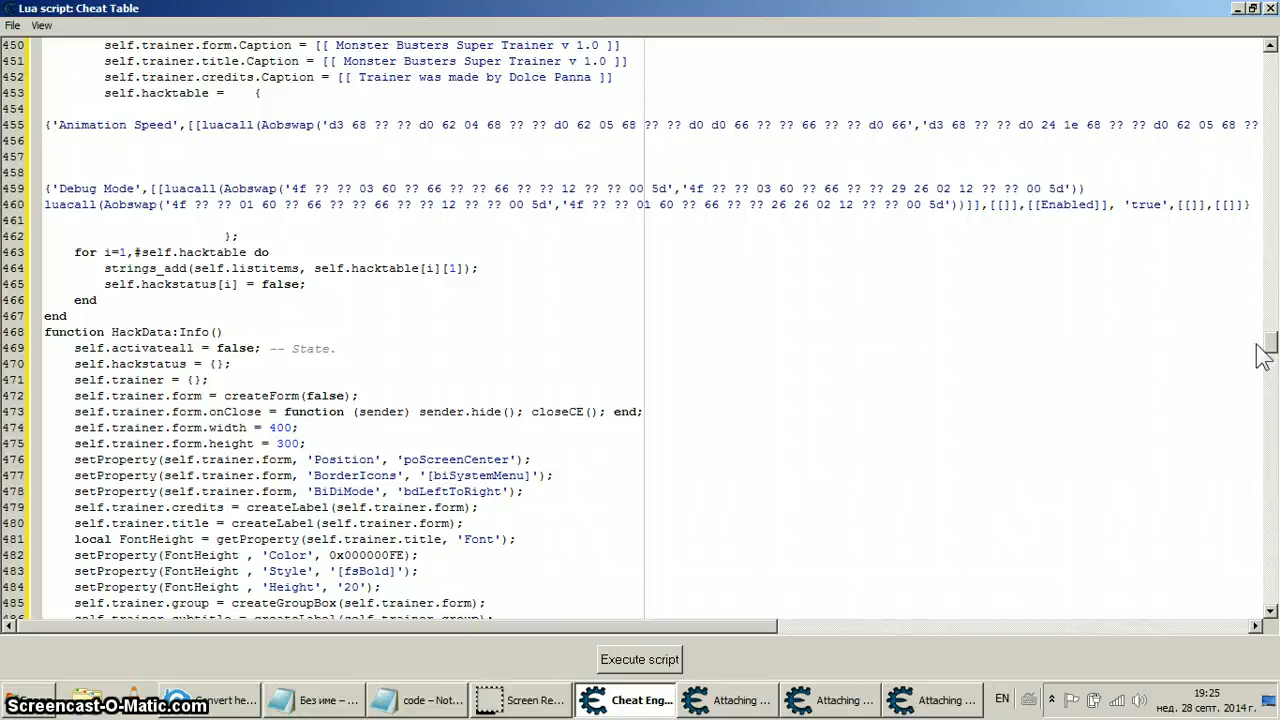 Lua script: Cheat Table
File View
450 self.trainer.form.Caption = [[ Monster Busters Super Trainer v 1.0 ]]
451 self.trainer.title.Caption = [[ Monster Busters Super Trainer v 1.0 ]]
452 self.trainer.credits.Caption = [[ Trainer was made by Dolce Panna ]]
453 self.hacktable = {
454
455 {'Animation Speed',[[luacall(Aobswap('d3 68 ?? ?? d0 62 04 68 ?? ?? d0 62 05 68 ?? ?? d0 d0 66 ?? ?? 66 ?? ?? d0 66','d3 68 ?? ?? d0 24 1e 68 ?? ?? d0 62 05 68 ??
456
457
458
459 {'Debug Mode',[[luacall(Aobswap('4f ?? ?? 03 60 ?? 66 ?? ?? 66 ?? ?? 12 ?? ?? 00 5d','4f ?? ?? 03 60 ?? 66 ?? ?? 29 26 02 12 ?? ?? 00 5d'))
460 luacall(Aobswap('4f ?? ?? 01 60 ?? 66 ?? ?? 66 ?? ?? 12 ?? ?? 00 5d','4f ?? ?? 01 60 ?? 66 ?? ?? 26 26 02 12 ?? ?? 00 5d'))]],[[]],[[Enabled]], 'true',[[]],[[]]}
461
462 };
463 for i=1,#self.hacktable do
464 strings_add(self.listitems, self.hacktable[i][1]);
465 self.hackstatus[i] = false;
466 end
467 end
468 function HackData:Info()
469 self.activateall = false; -- State.
470 self.hackstatus = {};
471 self.trainer = {};
472 self.trainer.form = createForm(false);
473 self.trainer.form.onClose = function (sender) sender.hide(); closeCE(); end;
474 self.trainer.form.width = 400;
475 self.trainer.form.height = 300;
476 setProperty(self.trainer.form, 'Position', 'poScreenCenter');
477 setProperty(self.trainer.form, 'BorderIcons', '[biSystemMenu]');
478 setProperty(self.trainer.form, 'BiDiMode', 'bdLeftToRight');
479 self.trainer.credits = createLabel(self.trainer.form);
480 self.trainer.title = createLabel(self.trainer.form);
481 local FontHeight = getProperty(self.trainer.title, 'Font');
482 setProperty(FontHeight , 'Color', 0x000000FE);
483 setProperty(FontHeight , 'Style', '[fsBold]');
484 setProperty(FontHeight , 'Height', '20');
485 self.trainer.group = createGroupBox(self.trainer.form);
486 self.trainer.subtitle = createLabel(self.trainer.group);
Execute script
Convert he... Без име – ... code – Not... Screen Re... Cheat Eng... Attaching ... Attaching ... Attaching ... EN 19:25
нед. 28 септ. 2014 г.
Screencast-O-Matic.com